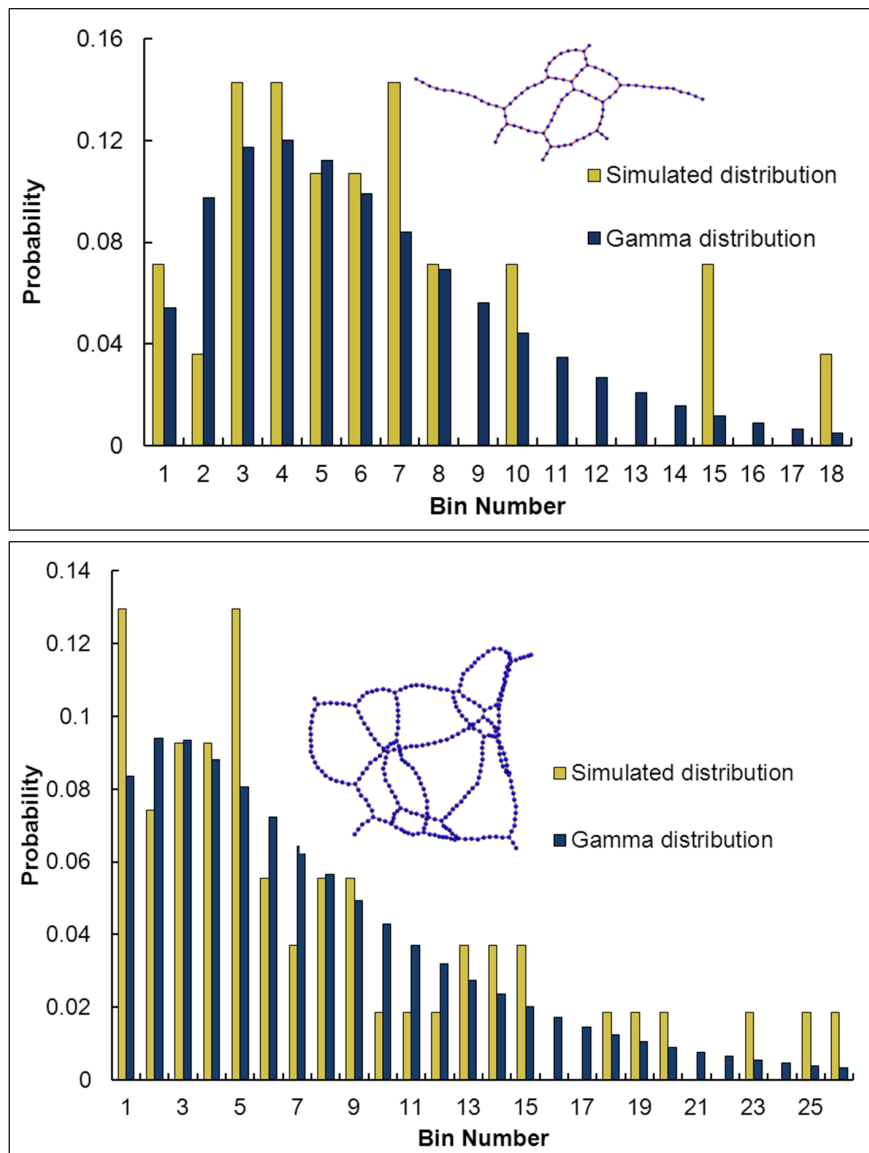 0.16
0.12
0.08
0.04
0
Probability
Simulated distribution
Gamma distribution
1 2 3 4 5 6 7 8 9 10 11 12 13 14 15 16 17 18
Bin Number
0.14
0.12
0.1
0.08
0.06
0.04
0.02
0
Probability
Simulated distribution
Gamma distribution
1 3 5 7 9 11 13 15 17 19 21 23 25
Bin Number